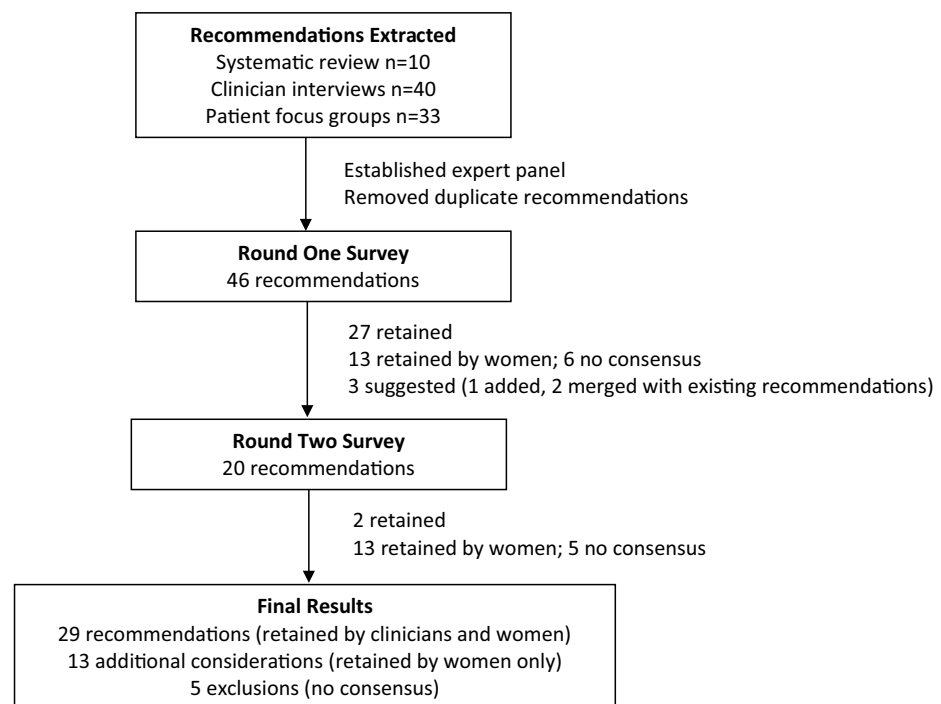 Recommendations Extracted
Systematic review n=10
Clinician interviews n=40
Patient focus groups n=33
Established expert panel
Removed duplicate recommendations
Round One Survey
46 recommendations
27 retained
13 retained by women; 6 no consensus
3 suggested (1 added, 2 merged with existing recommendations)
Round Two Survey
20 recommendations
2 retained
13 retained by women; 5 no consensus
Final Results
29 recommendations (retained by clinicians and women)
13 additional considerations (retained by women only)
5 exclusions (no consensus)